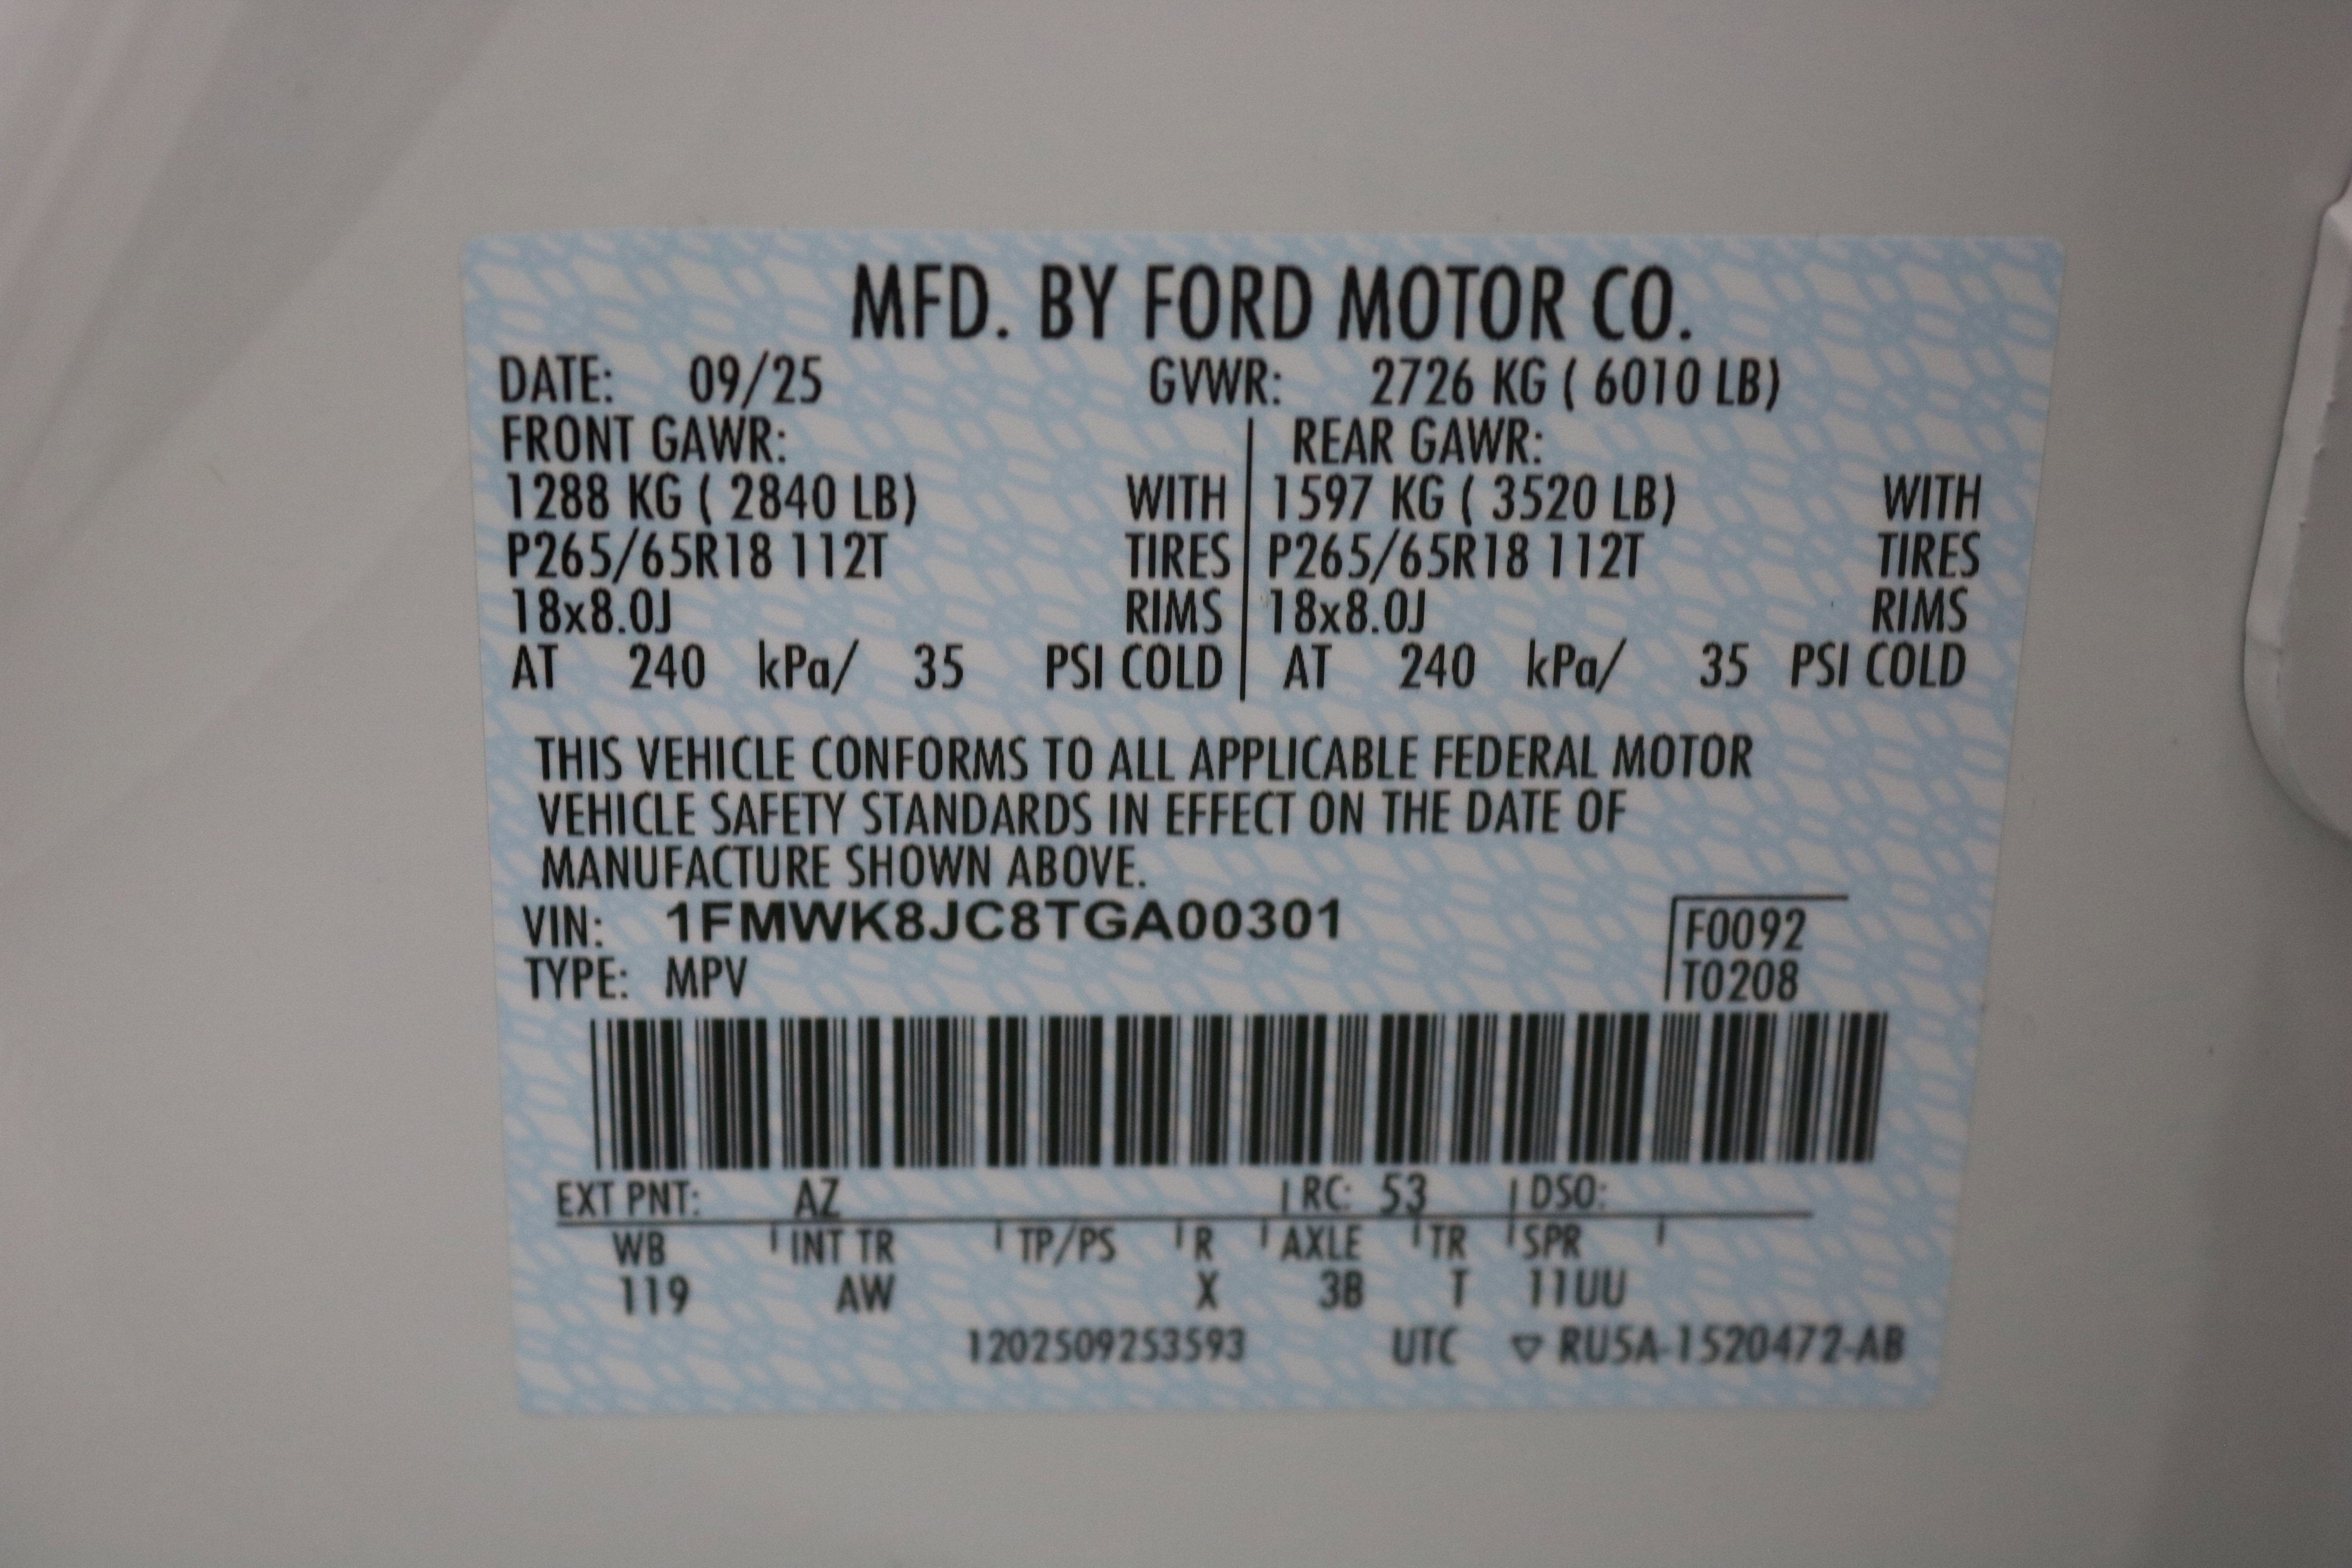 MFD. BY FORD MOTOR CO.
DATE: 09/25 GVWR: 2726 KG ( 6010 LB)
FRONT GAWR: REAR GAWR:
1288 KG ( 2840 LB) WITH 1597 KG ( 3520 LB) WITH
P265/65R18 112T TIRES P265/65R18 112T TIRES
18x8.0J RIMS 18x8.0J RIMS
AT 240 kPa/ 35 PSI COLD AT 240 kPa/ 35 PSI COLD
THIS VEHICLE CONFORMS TO ALL APPLICABLE FEDERAL MOTOR
VEHICLE SAFETY STANDARDS IN EFFECT ON THE DATE OF
MANUFACTURE SHOWN ABOVE.
VIN: 1FMWK8JC8TGA00301 F0092
TYPE: MPV T0208
EXT PNT: AZ RC: 53 DSO:
WB INT TR TP/PS R AXLE TR SPR
119 AW X 3B T 11UU
1202509253593 UTC ▽ RU5A-1520472-AB